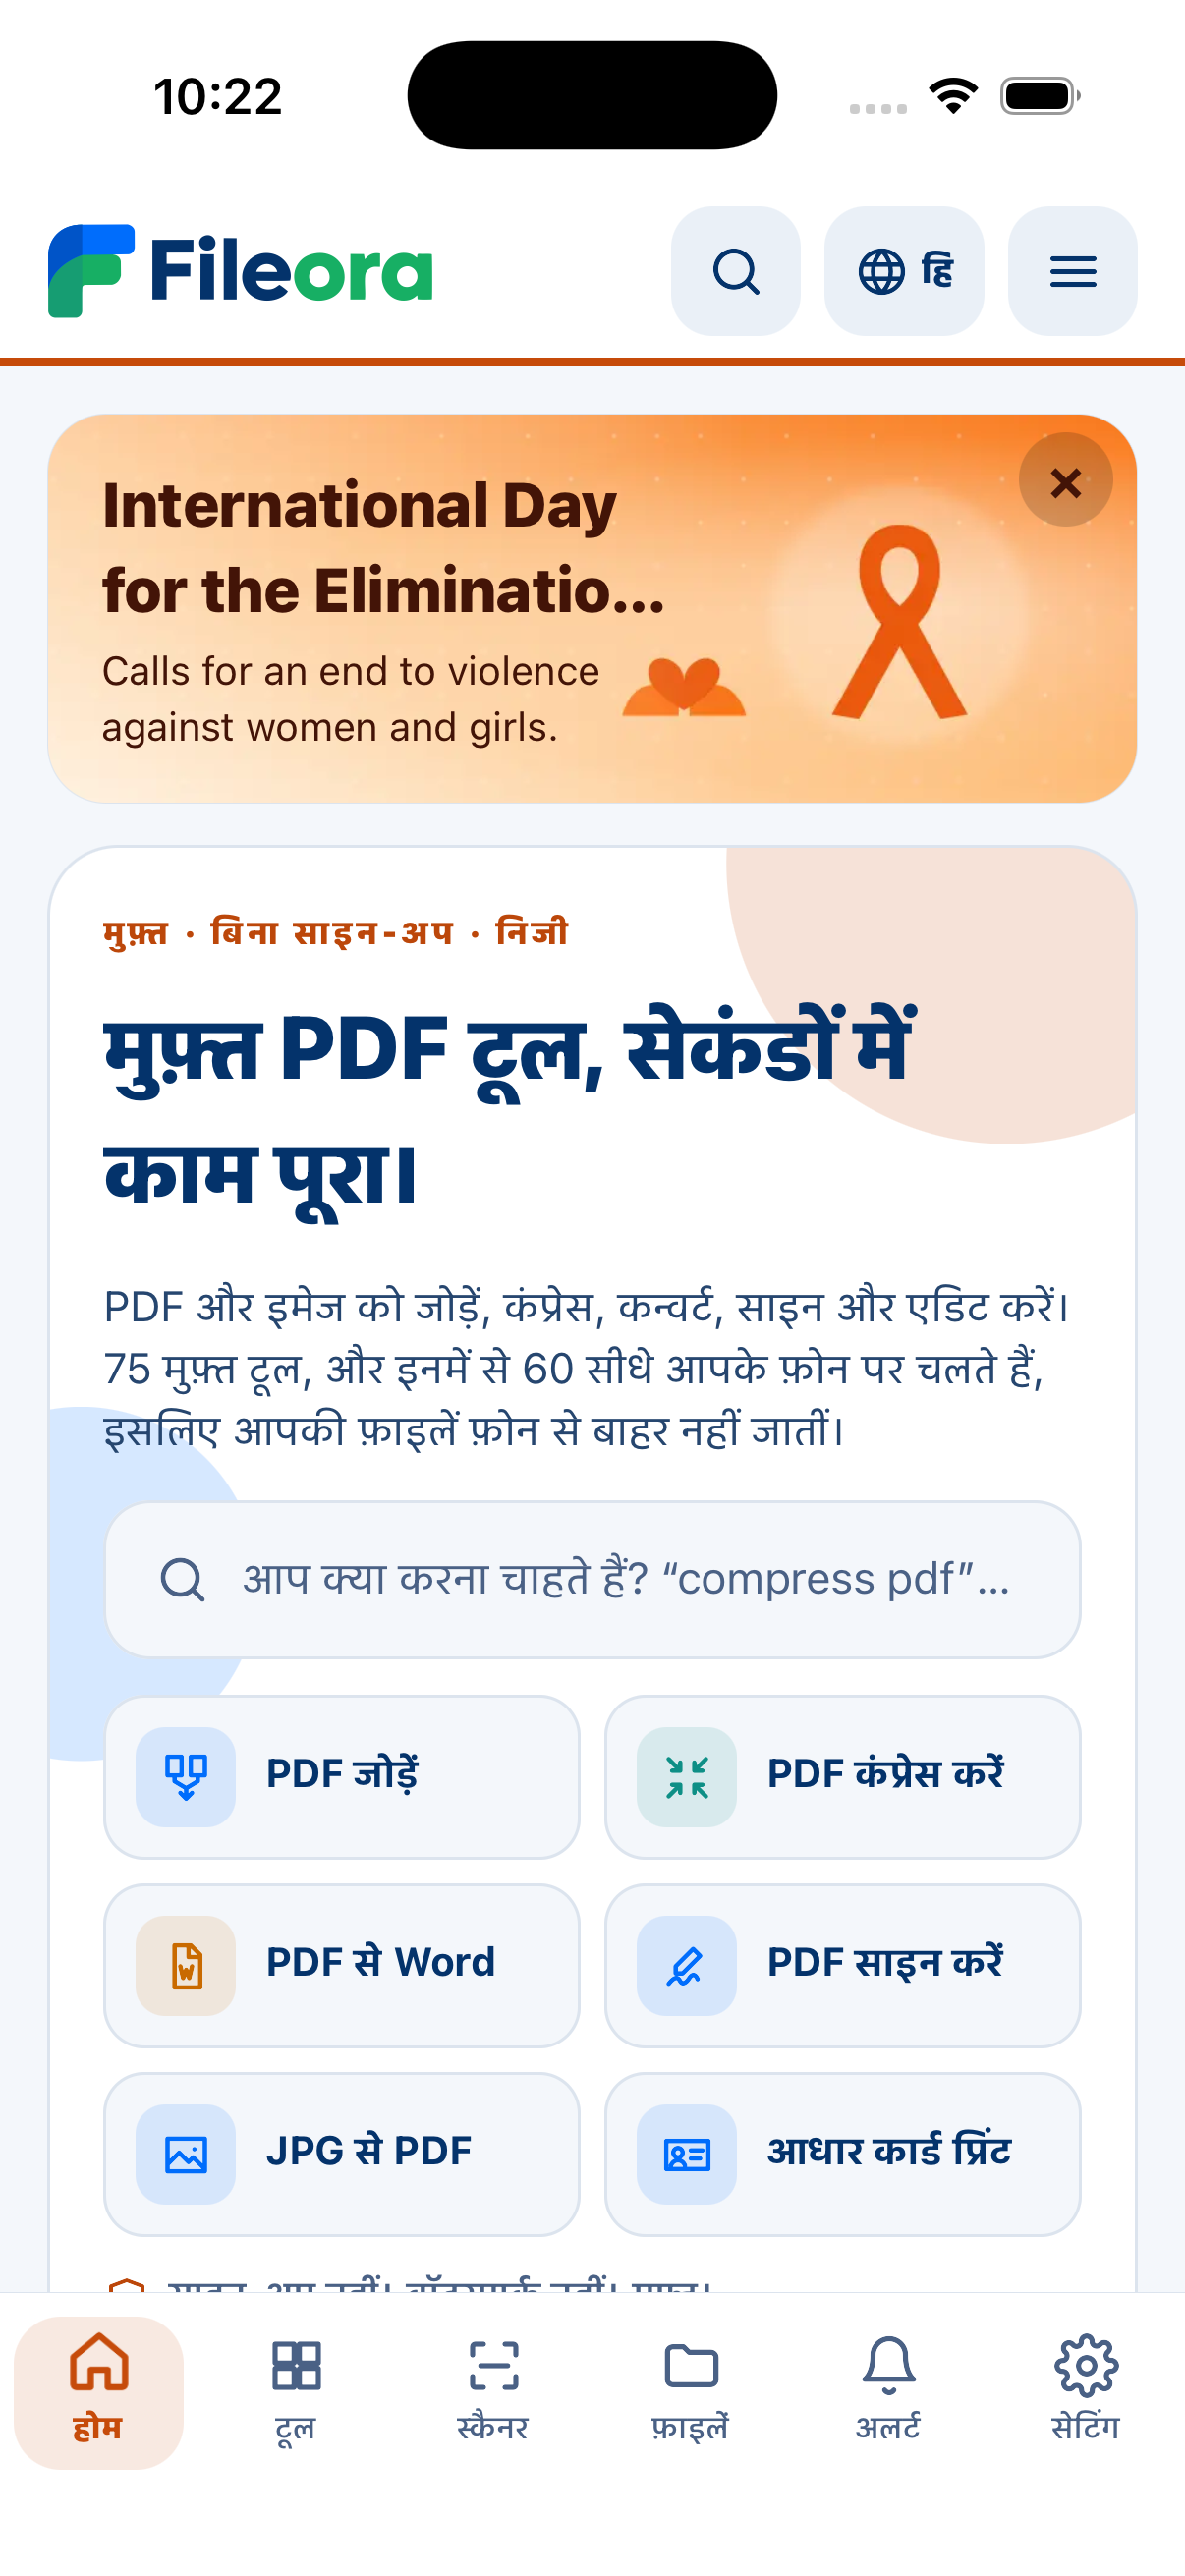 10:22
Fileora
हि
International Day
for the Eliminatio...
Calls for an end to violence
against women and girls.
मुफ़्त · बिना साइन-अप · निजी
मुफ़्त PDF टूल, सेकंडों में
काम पूरा।
PDF और इमेज को जोड़ें, कंप्रेस, कन्वर्ट, साइन और एडिट करें।
75 मुफ़्त टूल, और इनमें से 60 सीधे आपके फ़ोन पर चलते हैं,
इसलिए आपकी फ़ाइलें फ़ोन से बाहर नहीं जातीं।
आप क्या करना चाहते हैं? “compress pdf”...
PDF जोड़ें
PDF कंप्रेस करें
PDF से Word
PDF साइन करें
JPG से PDF
आधार कार्ड प्रिंट
होम
टूल
स्कैनर
फ़ाइलें
अलर्ट
सेटिंग